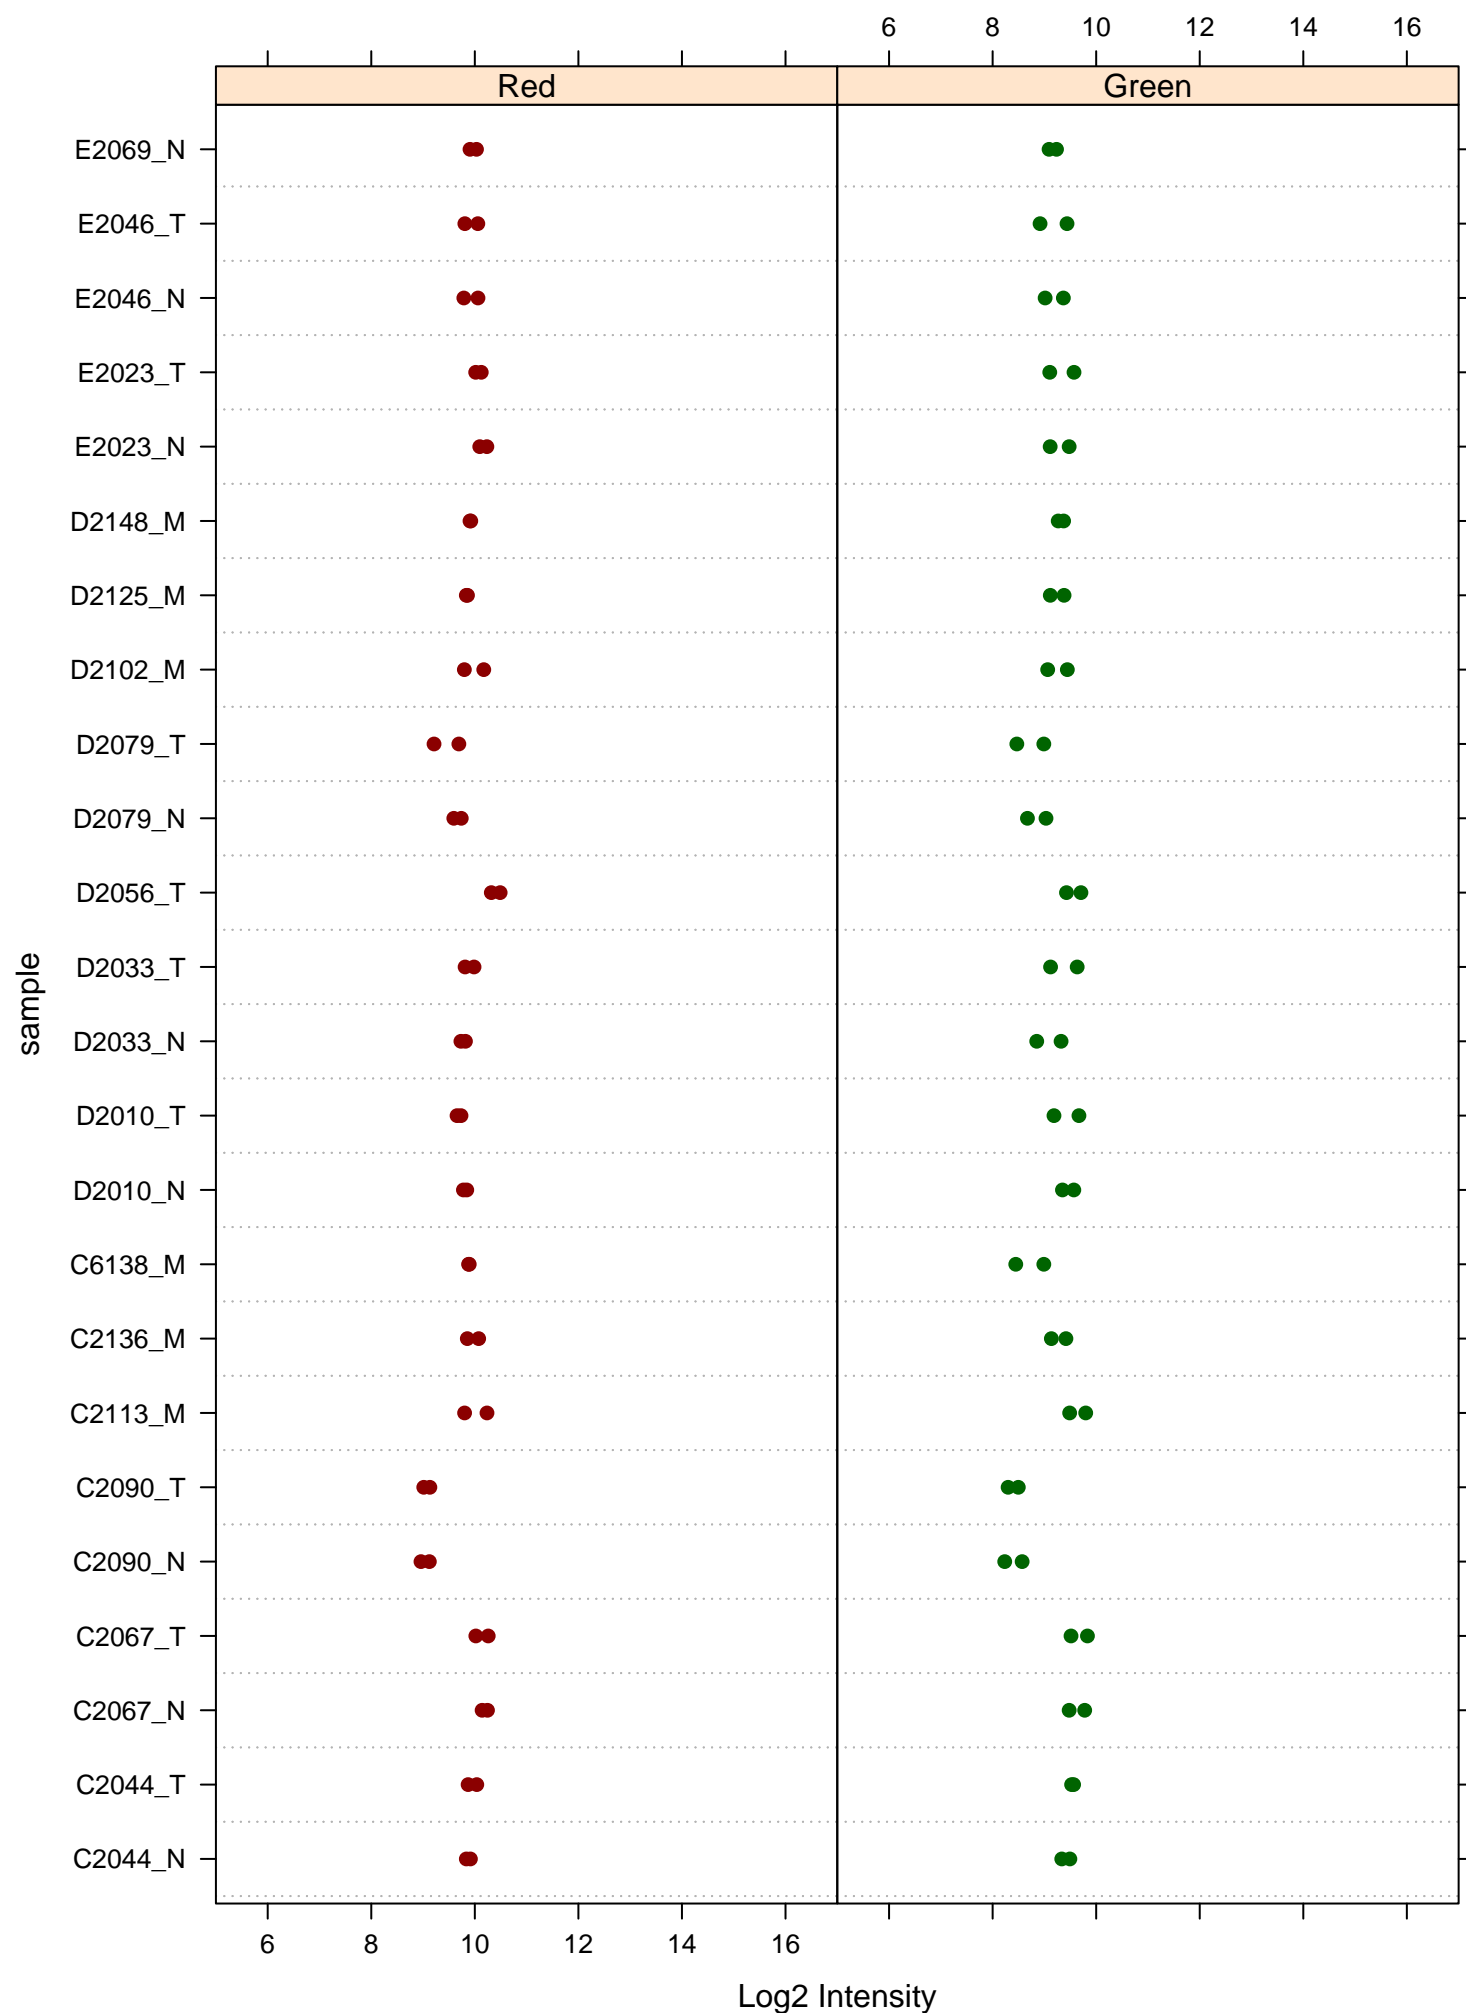 6 8 10 12 14 16
Red Green
E2069_N
E2046_T
E2046_N
E2023_T
E2023_N
D2148_M
D2125_M
D2102_M
D2079_T
D2079_N
D2056_T
D2033_T
D2033_N
D2010_T
D2010_N
C6138_M
C2136_M
C2113_M
C2090_T
C2090_N
C2067_T
C2067_N
C2044_T
C2044_N
sample
6 8 10 12 14 16
Log2 Intensity